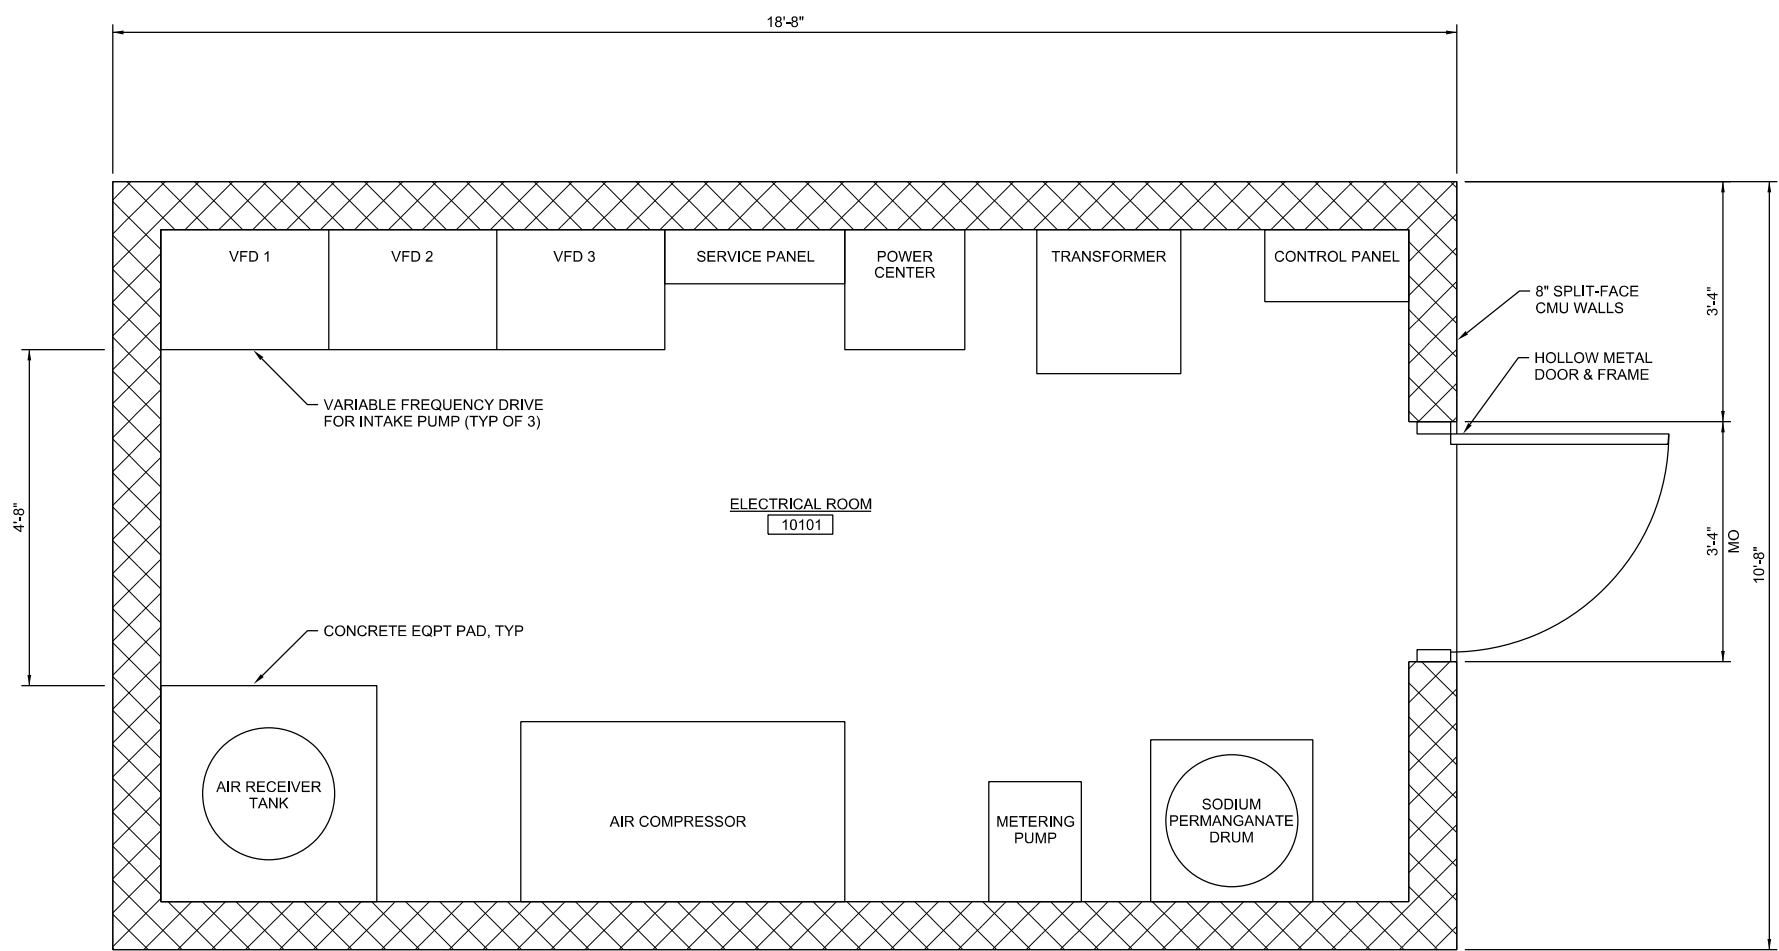 18'-8"
VFD 1
VFD 2
VFD 3
SERVICE PANEL
POWER
CENTER
TRANSFORMER
CONTROL PANEL
8" SPLIT-FACE
CMU WALLS
3'-4"
HOLLOW METAL
DOOR & FRAME
VARIABLE FREQUENCY DRIVE
FOR INTAKE PUMP (TYP OF 3)
4'-8"
ELECTRICAL ROOM
10101
3'-4"
MO
10'-8"
CONCRETE EQPT PAD, TYP
AIR RECEIVER
TANK
AIR COMPRESSOR
METERING
PUMP
SODIUM
PERMANGANATE
DRUM